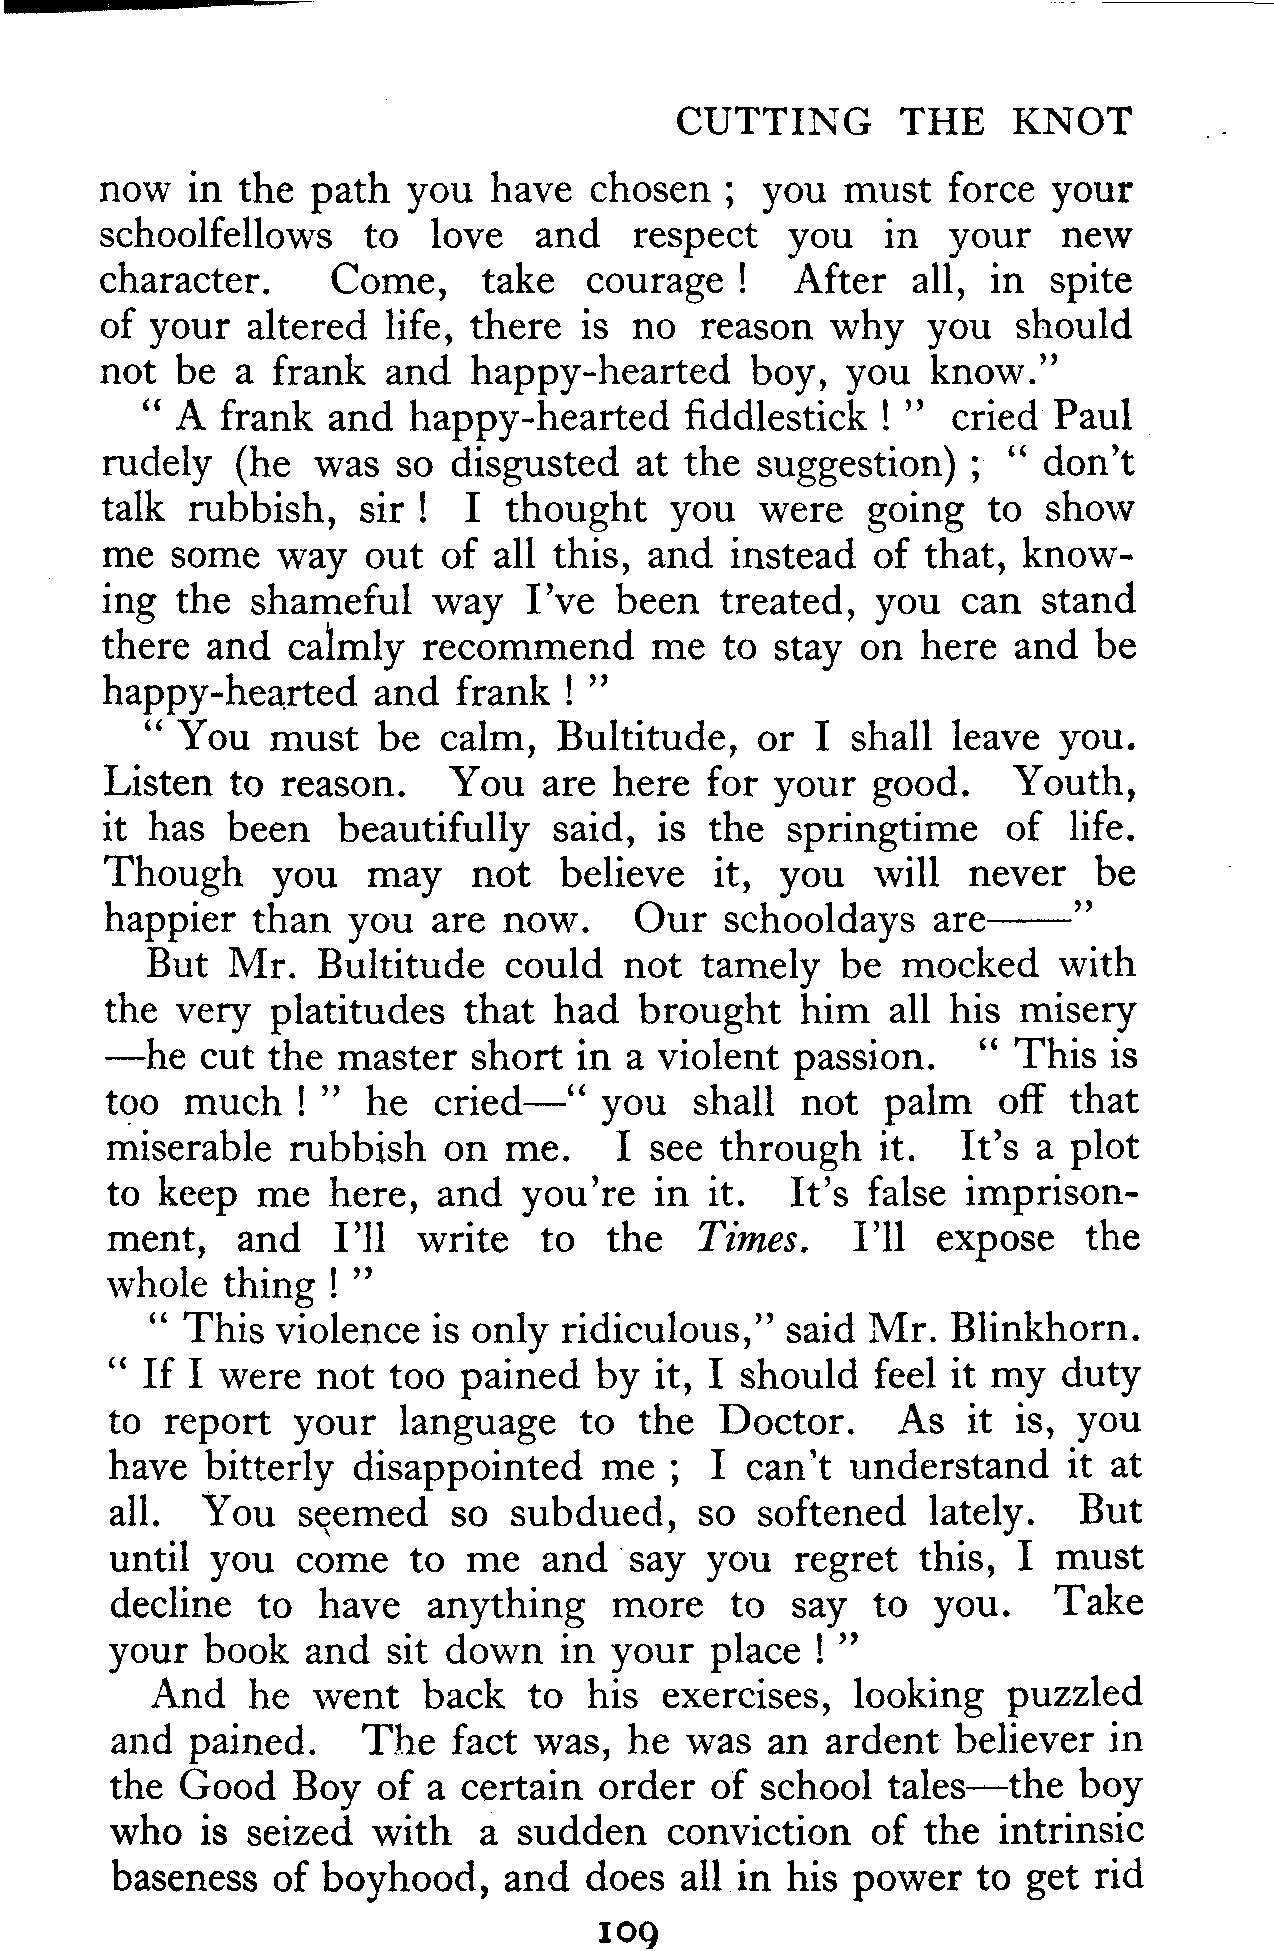 CUTTING THE KNOT
now in the path you have chosen ; you must force your
schoolfellows to love and respect you in your new
character. Come, take courage ! After all, in spite
of your altered life, there is no reason why you should
not be a frank and happy-hearted boy, you know.”
“ A frank and happy-hearted fiddlestick ! ” cried Paul
rudely (he was so disgusted at the suggestion) ; “ don't
talk rubbish, sir ! I thought you were going to show
me some way out of all this, and instead of that, know-
ing the shameful way I've been treated, you can stand
there and calmly recommend me to stay on here and be
happy-hearted and frank ! ”
“ You must be calm, Bultitude, or I shall leave you.
Listen to reason. You are here for your good. Youth,
it has been beautifully said, is the springtime of life.
Though you may not believe it, you will never be
happier than you are now. Our schooldays are——”
But Mr. Bultitude could not tamely be mocked with
the very platitudes that had brought him all his misery
—he cut the master short in a violent passion. “ This is
too much ! ” he cried—“ you shall not palm off that
miserable rubbish on me. I see through it. It's a plot
to keep me here, and you're in it. It's false imprison-
ment, and I'll write to the Times. I'll expose the
whole thing ! ”
“ This violence is only ridiculous,” said Mr. Blinkhorn.
“ If I were not too pained by it, I should feel it my duty
to report your language to the Doctor. As it is, you
have bitterly disappointed me ; I can't understand it at
all. You seemed so subdued, so softened lately. But
until you come to me and say you regret this, I must
decline to have anything more to say to you. Take
your book and sit down in your place ! ”
And he went back to his exercises, looking puzzled
and pained. The fact was, he was an ardent believer in
the Good Boy of a certain order of school tales—the boy
who is seized with a sudden conviction of the intrinsic
baseness of boyhood, and does all in his power to get rid
109